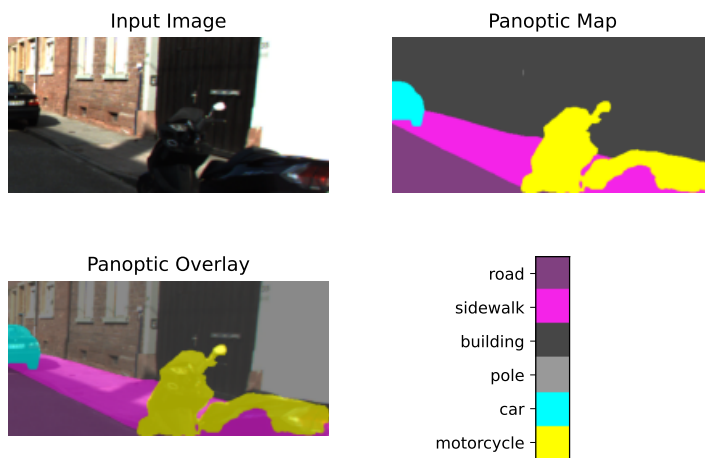 Input Image
Panoptic Map
Panoptic Overlay
road
sidewalk
building
pole
car
motorcycle